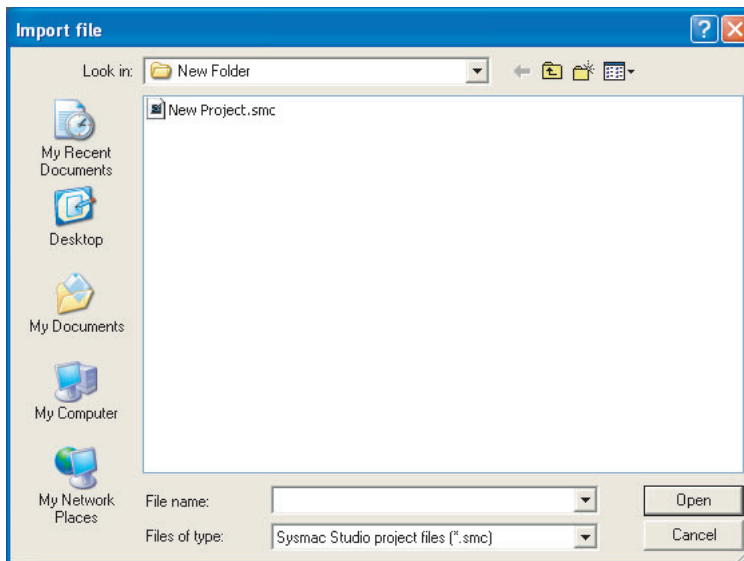 Import file
Look in:
New Folder
New Project.smc
My Recent
Documents
Desktop
My Documents
My Computer
My Network
Places
File name:
Open
Files of type:
Sysmac Studio project files (*.smc)
Cancel